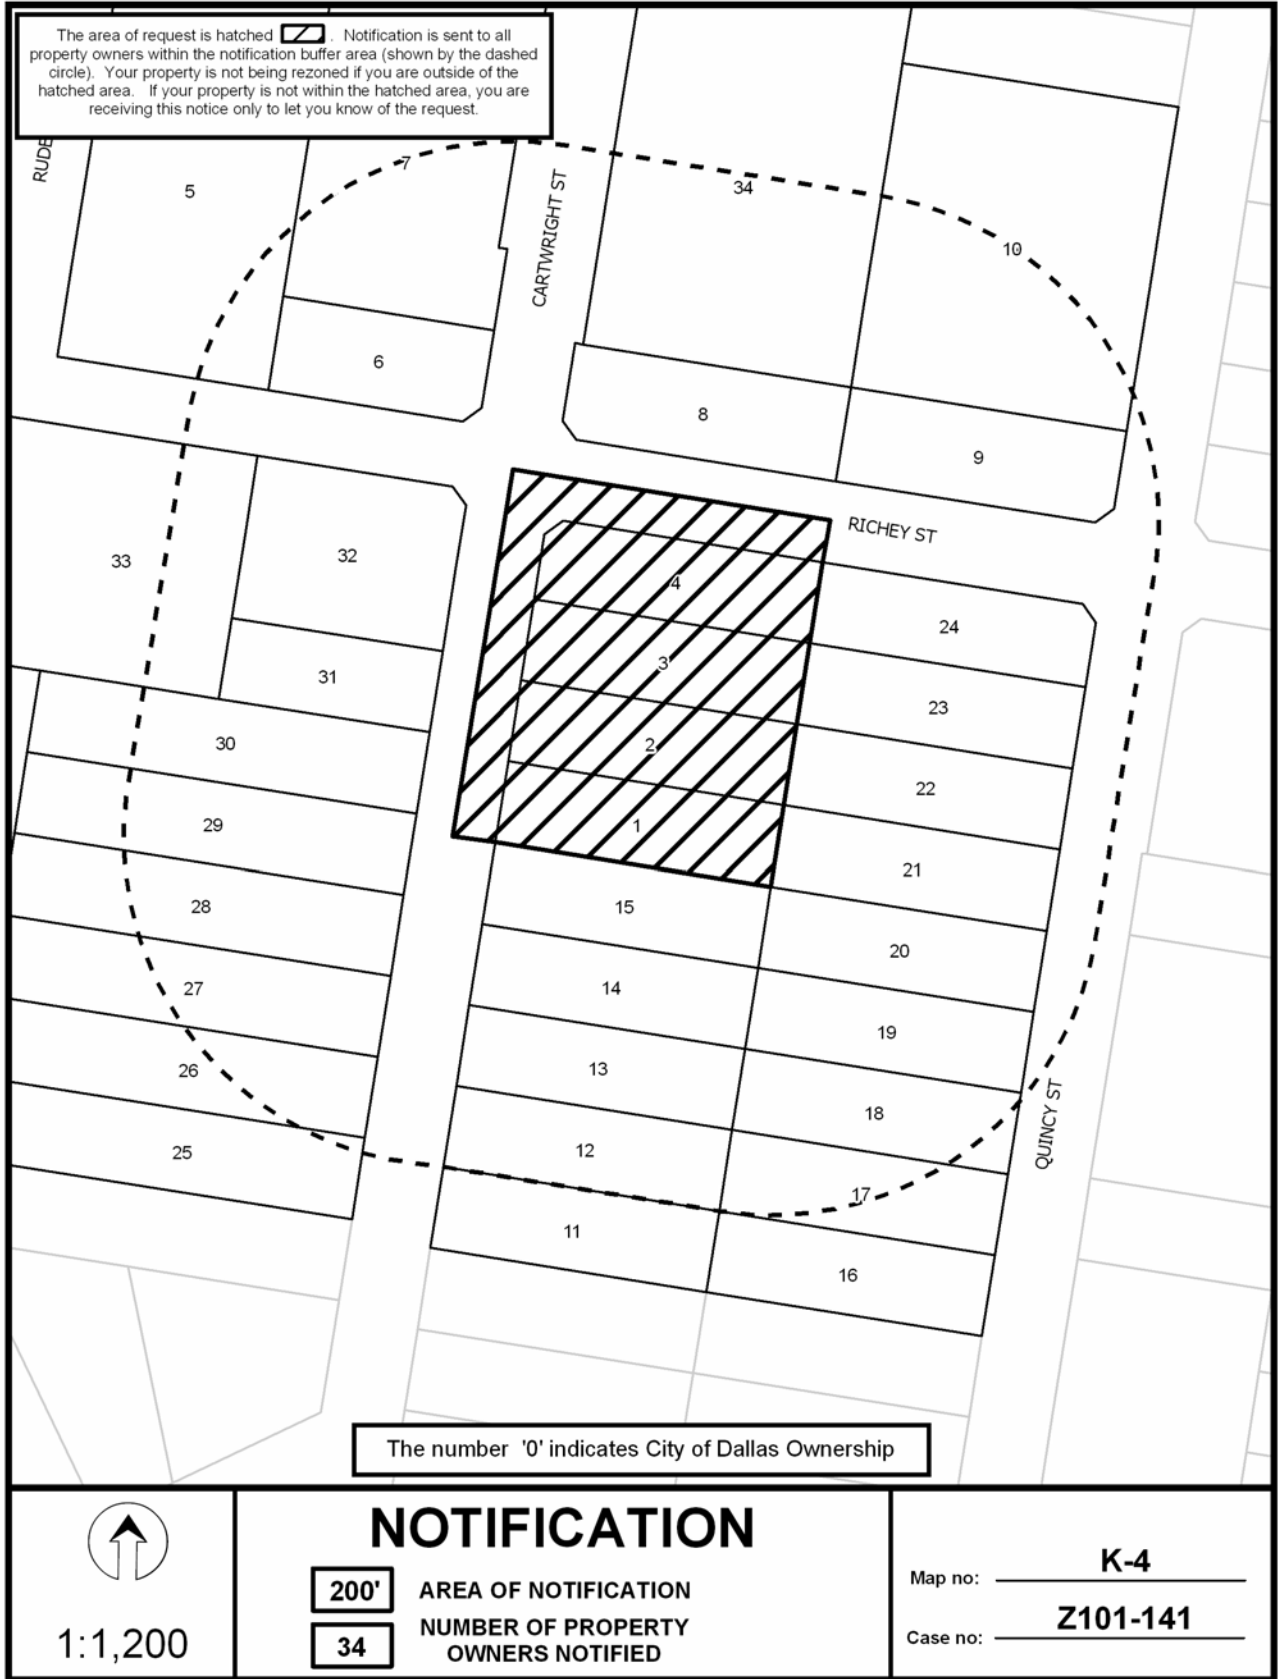 The area of request is hatched . Notification is sent to all
property owners within the notification buffer area (shown by the dashed
circle). Your property is not being rezoned if you are outside of the
hatched area. If your property is not within the hatched area, you are
receiving this notice only to let you know of the request.
RUDE
5
7
CARTWRIGHT ST
34
10
6
8
9
RICHEY ST
33
32
4
24
31
3
23
30
2
22
29
1
21
28
15
20
27
14
19
26
13
18
25
12
17
QUINCY ST
11
16
The number '0' indicates City of Dallas Ownership
1:1,200
NOTIFICATION
200' AREA OF NOTIFICATION
34 NUMBER OF PROPERTY
OWNERS NOTIFIED
Map no: K-4
Case no: Z101-141